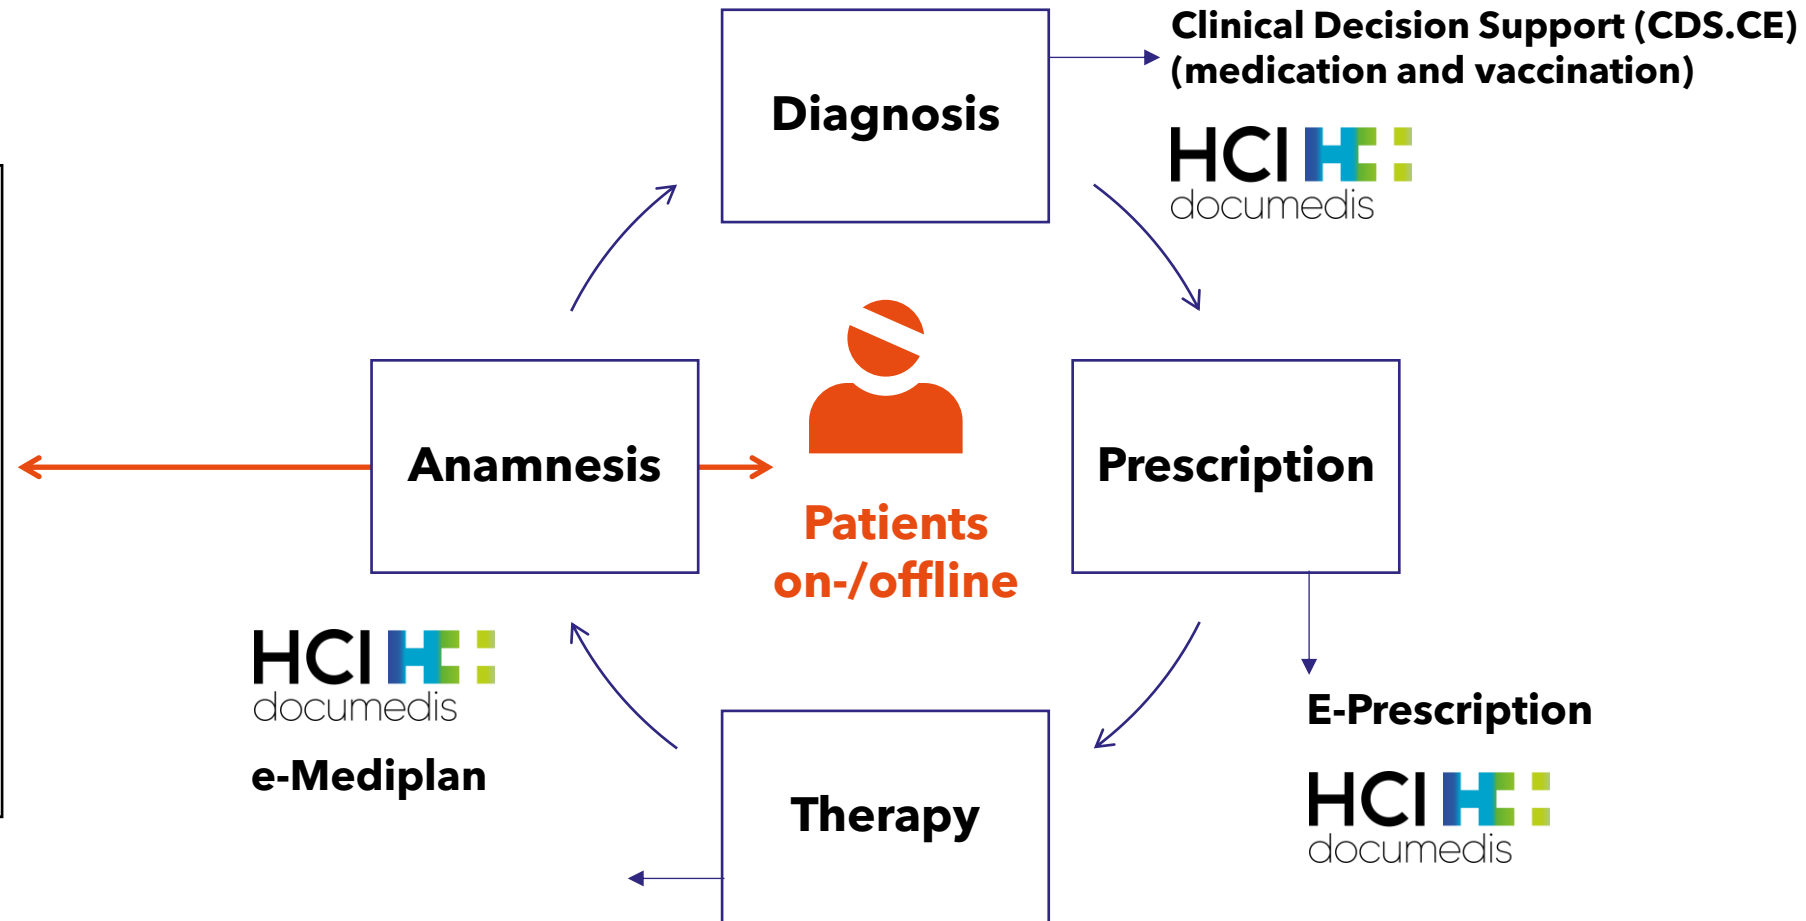 Clinical Decision Support (CDS.CE)
(medication and vaccination)
Diagnosis
HCI
documedis
Anamnesis
Patients
on-/offline
Prescription
HCI
documedis
e-Mediplan
Therapy
E-Prescription
HCI
documedis